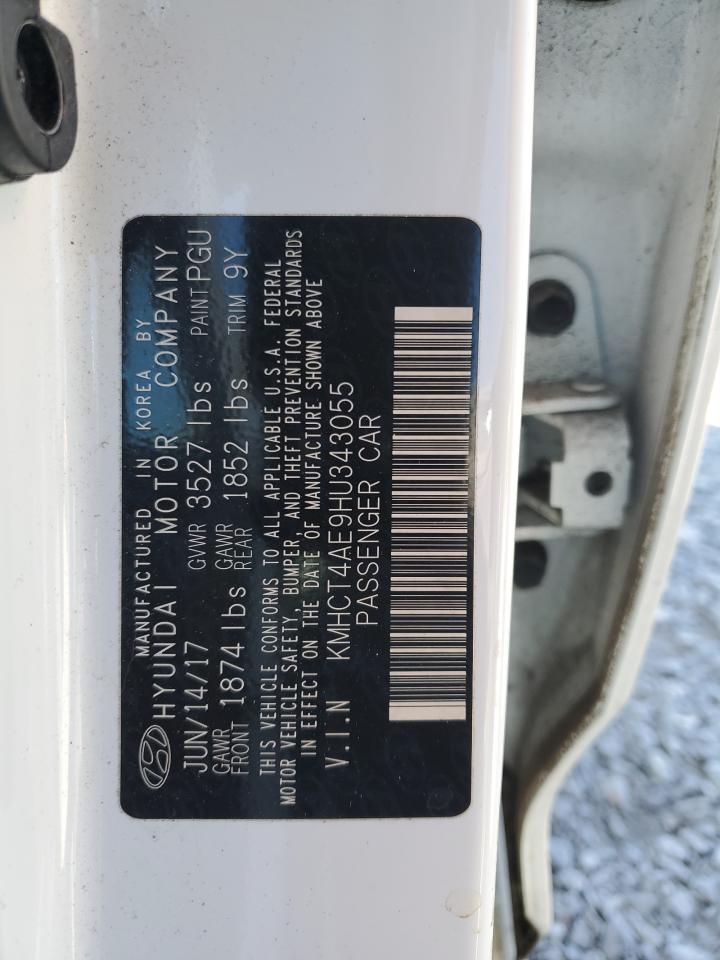 MANUFACTURED IN KOREA BY
HYUNDAI MOTOR COMPANY
JUN/14/17 GVWR 3527 lbs PAINT PGU
GAWR FRONT 1874 lbs GAWR REAR 1852 lbs TRIM 9Y
THIS VEHICLE CONFORMS TO ALL APPLICABLE U.S.A. FEDERAL
MOTOR VEHICLE SAFETY, BUMPER, AND THEFT PREVENTION STANDARDS
IN EFFECT ON THE DATE OF MANUFACTURE SHOWN ABOVE
V.I.N KMHCT4AE9HU343055
PASSENGER CAR